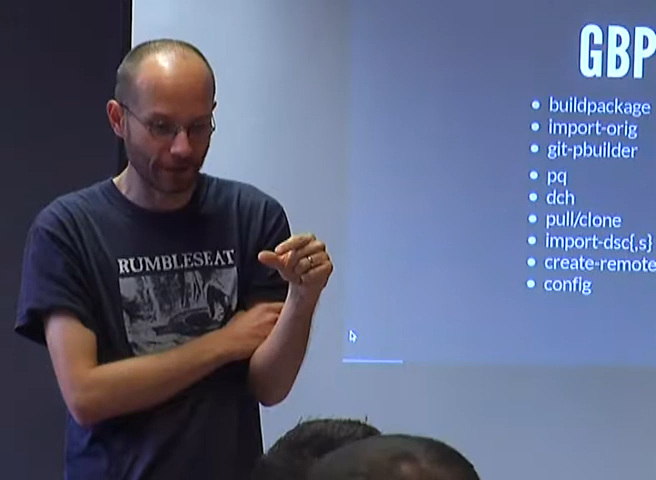 GBP
buildpackage
import-orig
git-pbuilder
pq
dch
pull/clone
import-dsc{,s}
create-remote
config
RUMBLESEAT